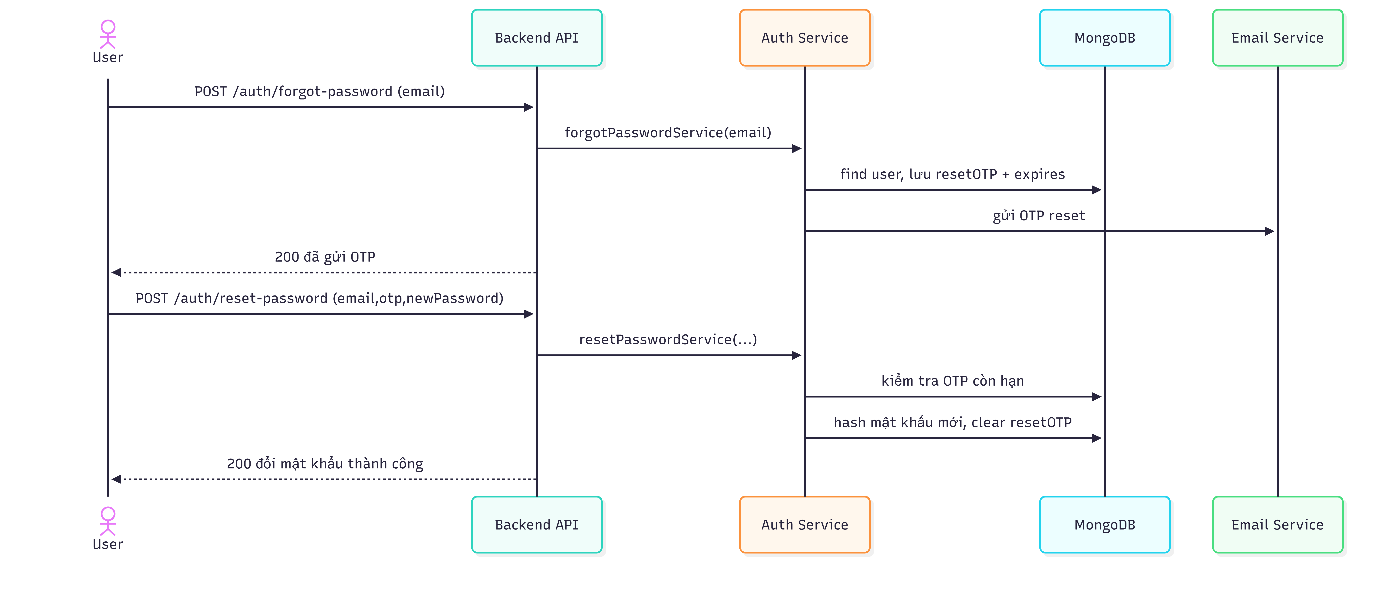 User
Backend API
Auth Service
MongoDB
Email Service
POST /auth/forgot-password (email)
forgotPasswordService(email)
find user, lưu resetOTP + expires
gửi OTP reset
200 đã gửi OTP
POST /auth/reset-password (email,otp,newPassword)
resetPasswordService(...)
kiểm tra OTP còn hạn
hash mật khẩu mới, clear resetOTP
200 đổi mật khẩu thành công
User
Backend API
Auth Service
MongoDB
Email Service